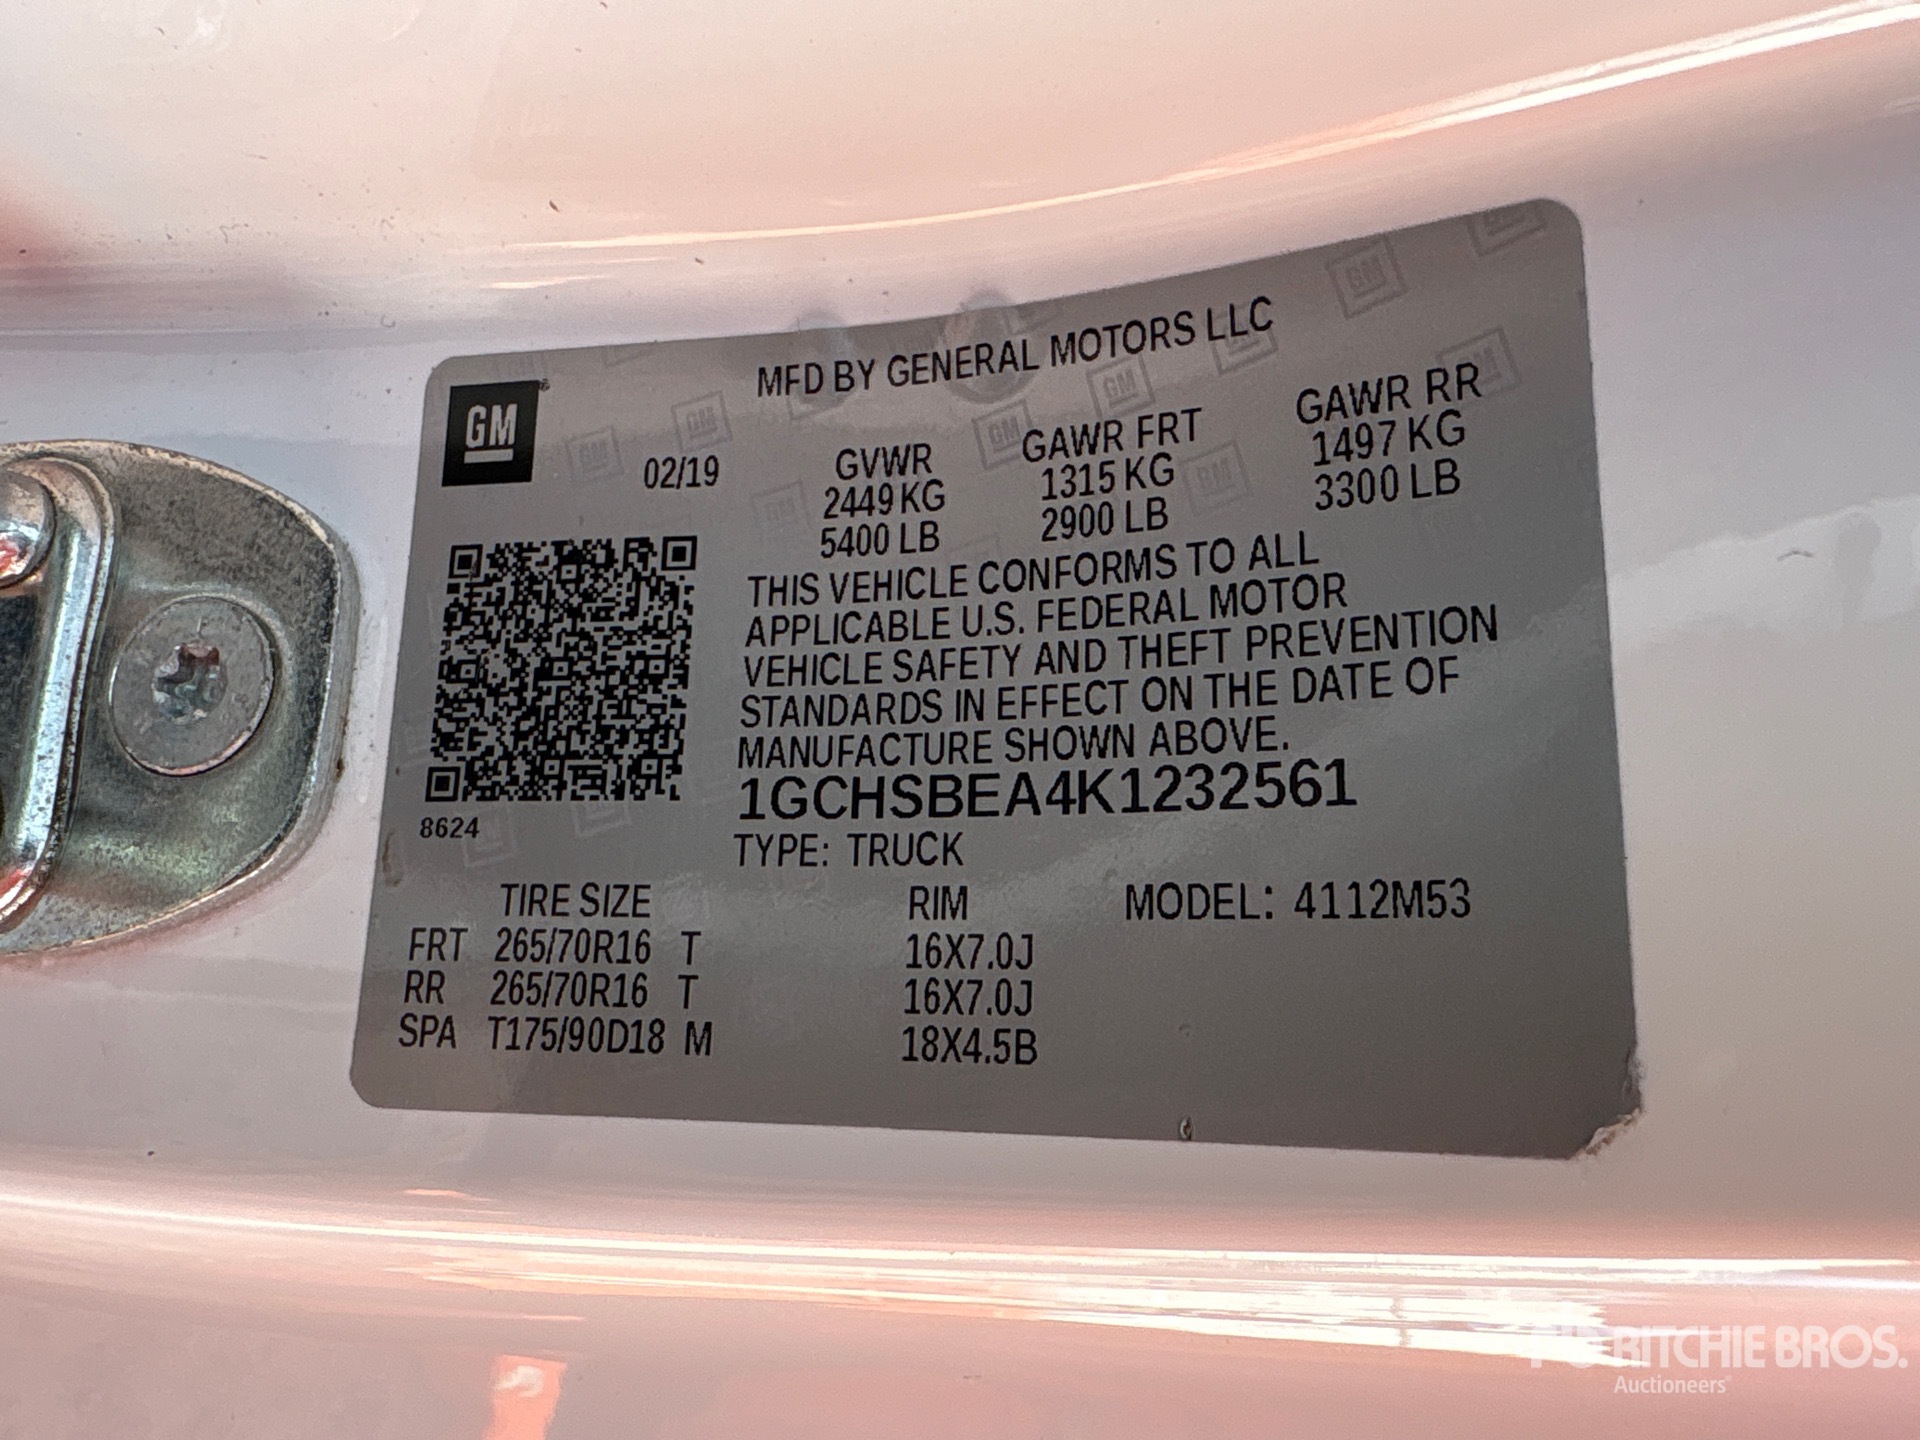 MFD BY GENERAL MOTORS LLC
GM
02/19
GVWR GAWR FRT GAWR RR
2449 KG 1315 KG 1497 KG
5400 LB 2900 LB 3300 LB
THIS VEHICLE CONFORMS TO ALL
APPLICABLE U.S. FEDERAL MOTOR
VEHICLE SAFETY AND THEFT PREVENTION
STANDARDS IN EFFECT ON THE DATE OF
MANUFACTURE SHOWN ABOVE.
1GCHSBEA4K1232561
8624
TYPE: TRUCK
TIRE SIZE RIM MODEL: 4112M53
FRT 265/70R16 T 16X7.0J
RR 265/70R16 T 16X7.0J
SPA T175/90D18 M 18X4.5B
RITCHIE BROS.
Auctioneers